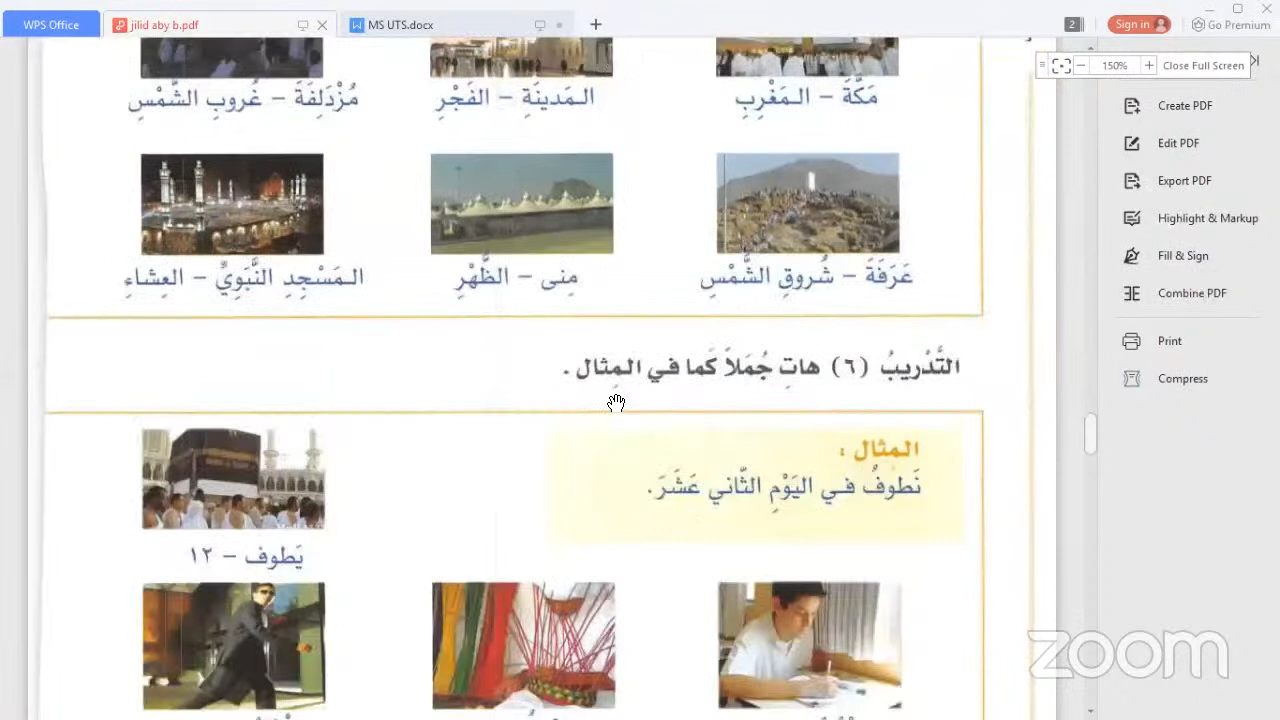 WPS Office
jilid aby b.pdf
MS UTS.docx
2
Sign in
Go Premium
150%
Close Full Screen
Create PDF
Edit PDF
Export PDF
Highlight & Markup
Fill & Sign
Combine PDF
Print
Compress
مَكَّةَ – الـمَغْرِبِ
الـمَدينَةِ – الفَجْرِ
مُزْدَلِفَةَ – غُروبِ الشَّمْسِ
عَرَفَةَ – شُروقِ الشَّمْسِ
مِنى – الظُّهْرِ
الـمَسْجِدِ النَّبَوِيِّ – العِشاءِ
التَّدْريبُ (٦) هاتِ جُمَلاً كَما في الـمِثال .
المِثال :
نَطوفُ فـي اليَوْمِ الثّاني عَشَرَ.
يَطوف – ١٢
zoom